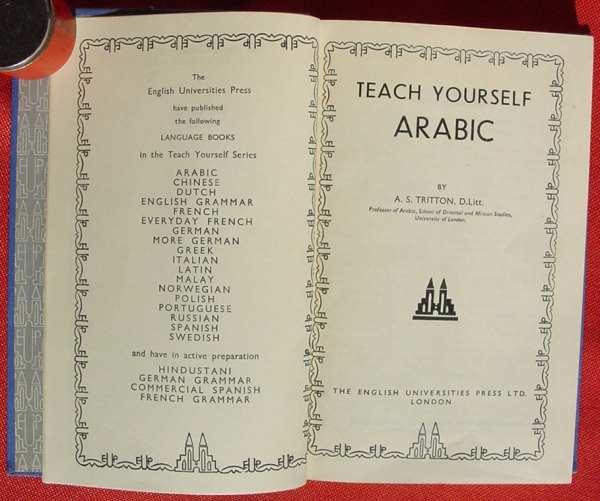 The
English Universities Press
have published
the following
LANGUAGE BOOKS
in the Teach Yourself Series
ARABIC
CHINESE
DUTCH
ENGLISH GRAMMAR
FRENCH
EVERYDAY FRENCH
GERMAN
MORE GERMAN
GREEK
ITALIAN
LATIN
MALAY
NORWEGIAN
POLISH
PORTUGUESE
RUSSIAN
SPANISH
SWEDISH
and have in active preparation
HINDUSTANI
GERMAN GRAMMAR
COMMERCIAL SPANISH
FRENCH GRAMMAR
TEACH YOURSELF
ARABIC
BY
A. S. TRITTON, D.Litt.
Professor of Arabic, School of Oriental and African Studies,
University of London.
THE ENGLISH UNIVERSITIES PRESS LTD.
LONDON